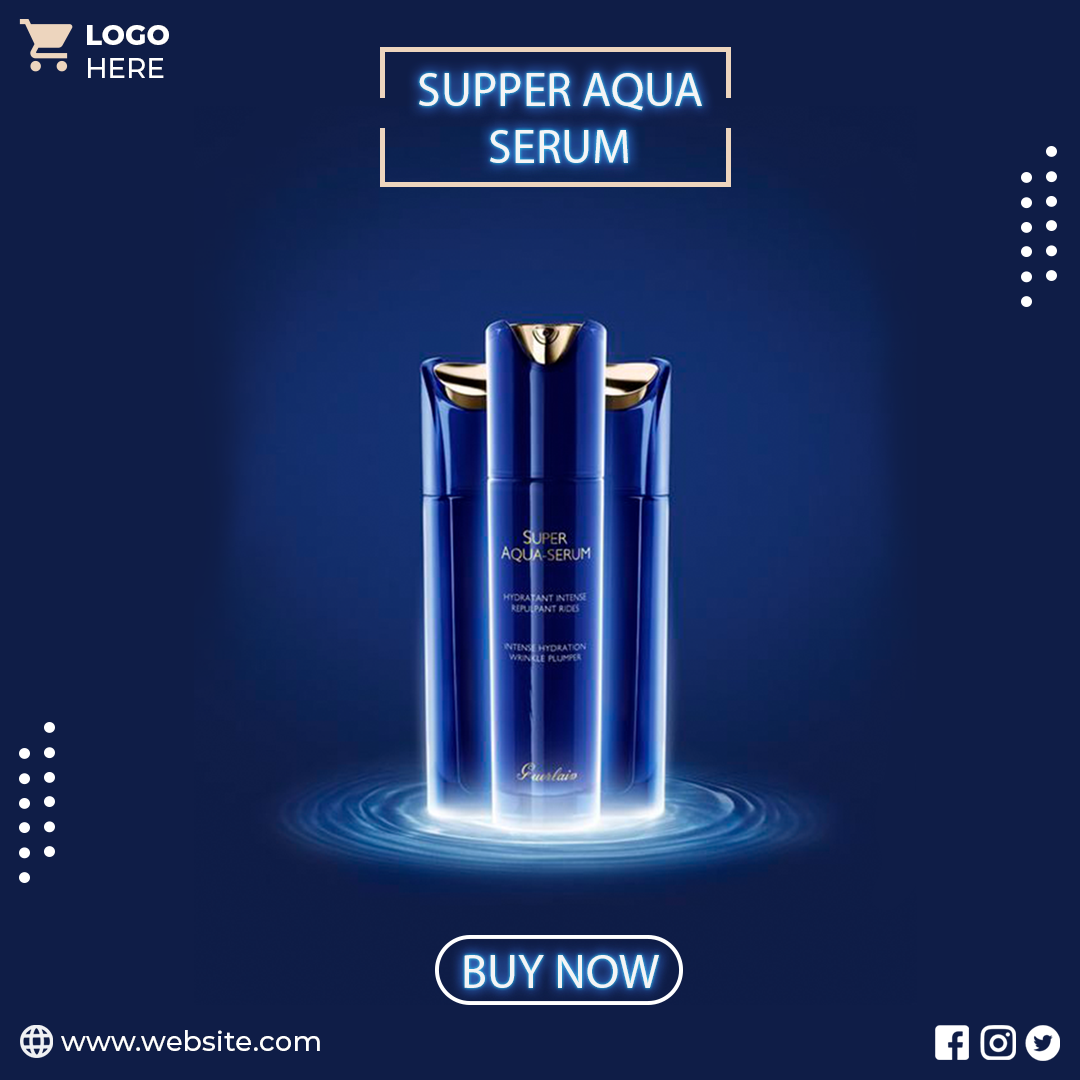 LOGO
HERE
SUPPER AQUA
SERUM
SUPER
AQUA-SERUM
HYDRATANT INTENSE
REPULPANT RIDES
INTENSE HYDRATION
WRINKLE PLUMPER
Guerlain
BUY NOW
www.website.com